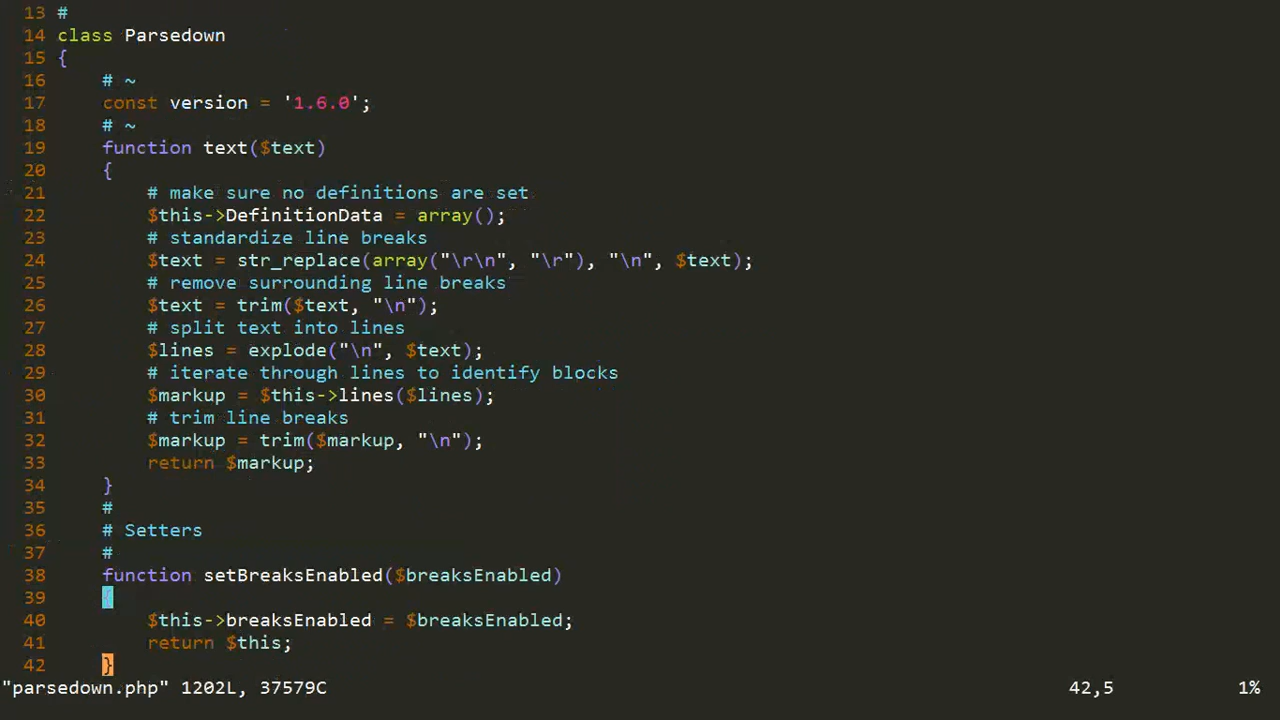 13 #
14 class Parsedown
15 {
16     # ~
17     const version = '1.6.0';
18     # ~
19     function text($text)
20     {
21         # make sure no definitions are set
22         $this->DefinitionData = array();
23         # standardize line breaks
24         $text = str_replace(array("\r\n", "\r"), "\n", $text);
25         # remove surrounding line breaks
26         $text = trim($text, "\n");
27         # split text into lines
28         $lines = explode("\n", $text);
29         # iterate through lines to identify blocks
30         $markup = $this->lines($lines);
31         # trim line breaks
32         $markup = trim($markup, "\n");
33         return $markup;
34     }
35     #
36     # Setters
37     #
38     function setBreaksEnabled($breaksEnabled)
39     {
40         $this->breaksEnabled = $breaksEnabled;
41         return $this;
42     }
"parsedown.php" 1202L, 37579C 42,5 1%